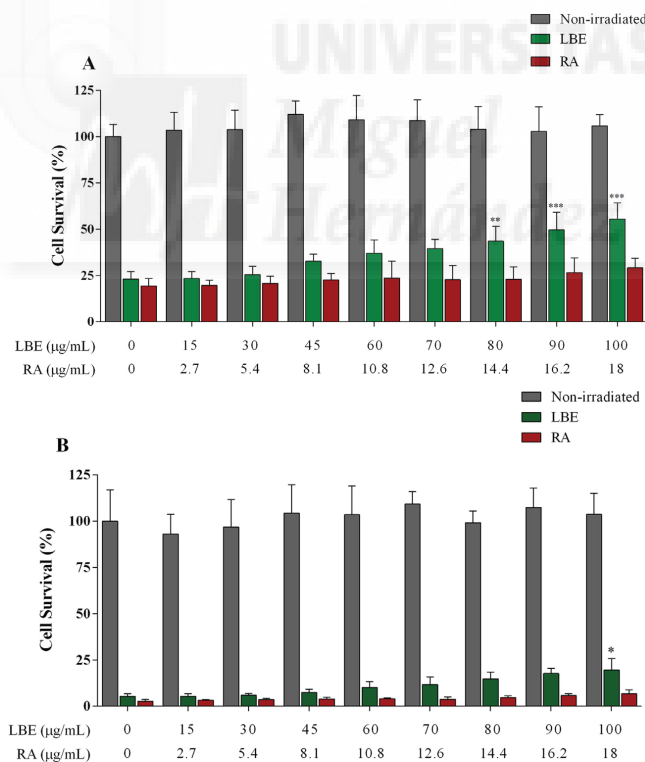 Non-irradiated
LBE
RA
UNIVERSITAS
Miguel
Hernández
A
Cell Survival (%)
125
100
75
50
25
0
** *** ***
LBE (µg/mL) 0 15 30 45 60 70 80 90 100
RA (µg/mL) 0 2.7 5.4 8.1 10.8 12.6 14.4 16.2 18
Non-irradiated
LBE
RA
B
Cell Survival (%)
125
100
75
50
25
0
*
LBE (µg/mL) 0 15 30 45 60 70 80 90 100
RA (µg/mL) 0 2.7 5.4 8.1 10.8 12.6 14.4 16.2 18